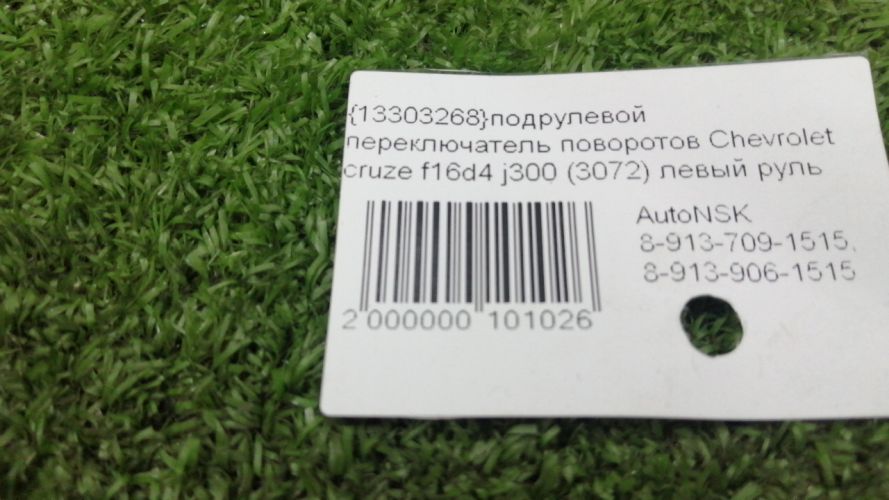 {13303268}подрулевой
переключатель поворотов Chevrolet
cruze f16d4 j300 (3072) левый руль
AutoNSK
8-913-709-1515,
8-913-906-1515
2 000000 101026